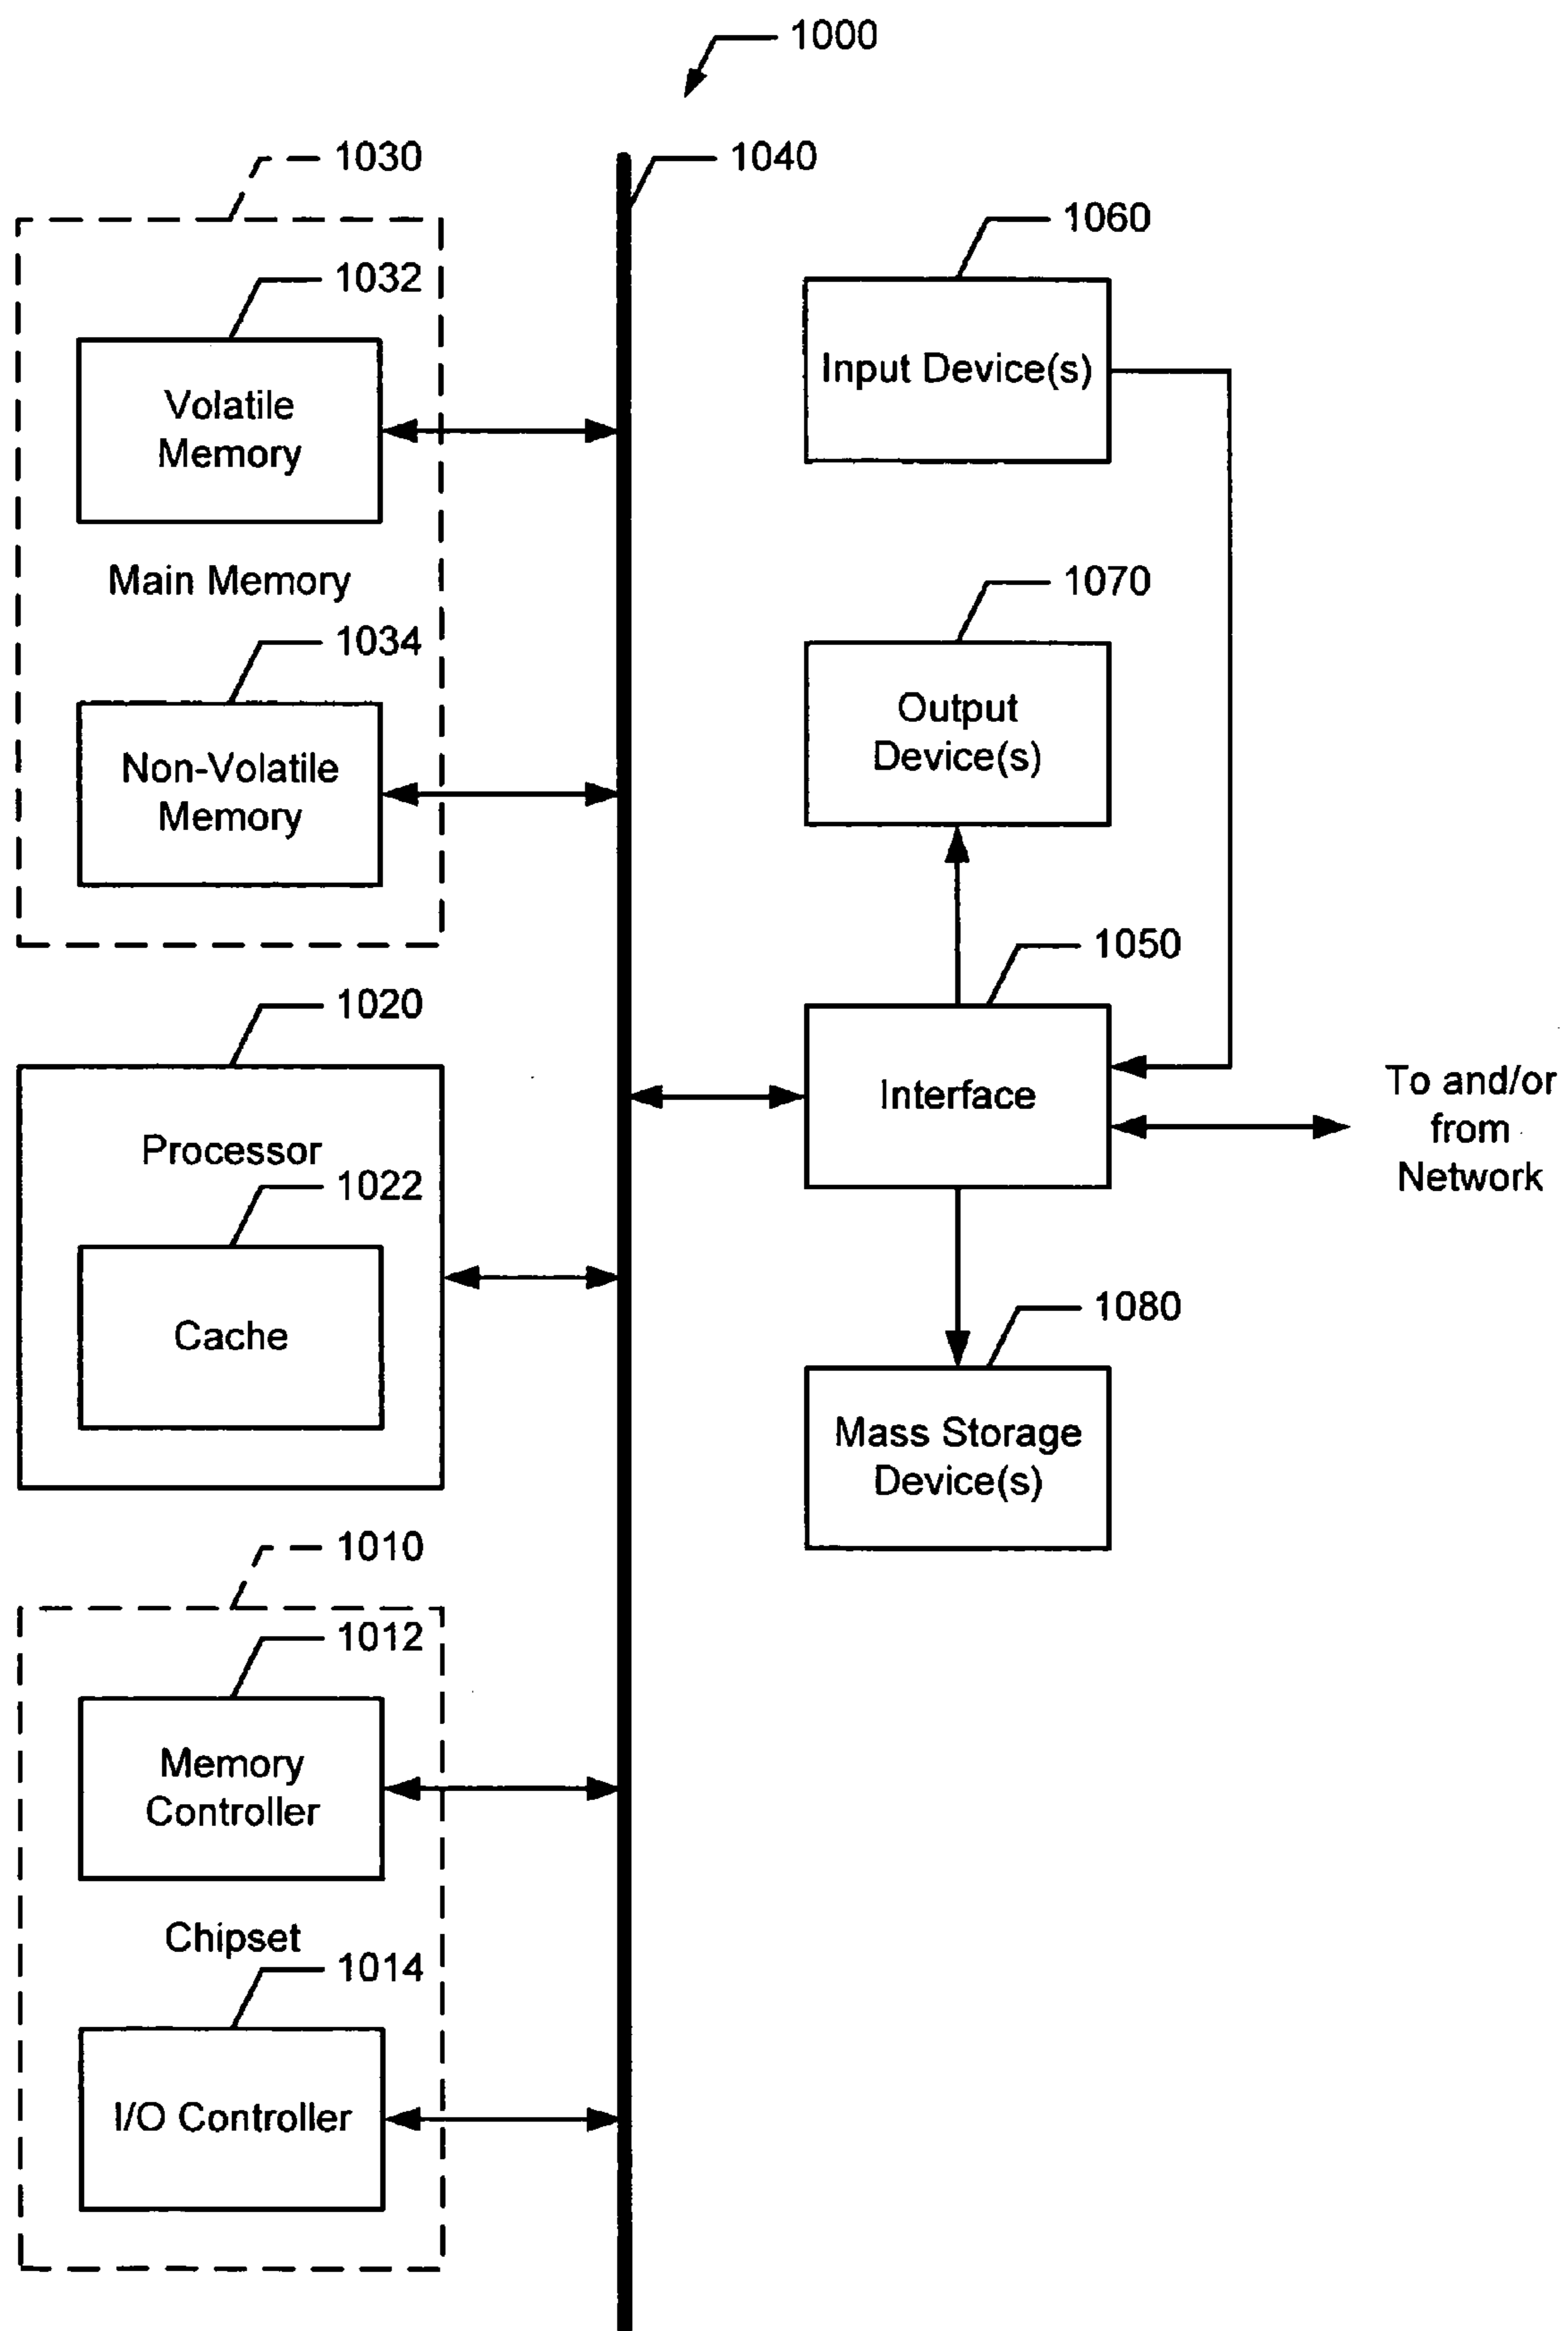 1000
1030
1040
1060
1032
Input Device(s)
Volatile
Memory
Main Memory
1070
1034
Output
Device(s)
Non-Volatile
Memory
1050
1020
Interface
To and/or
from
Network
Processor
1022
Cache
1080
Mass Storage
Device(s)
1010
1012
Memory
Controller
Chipset
1014
I/O Controller